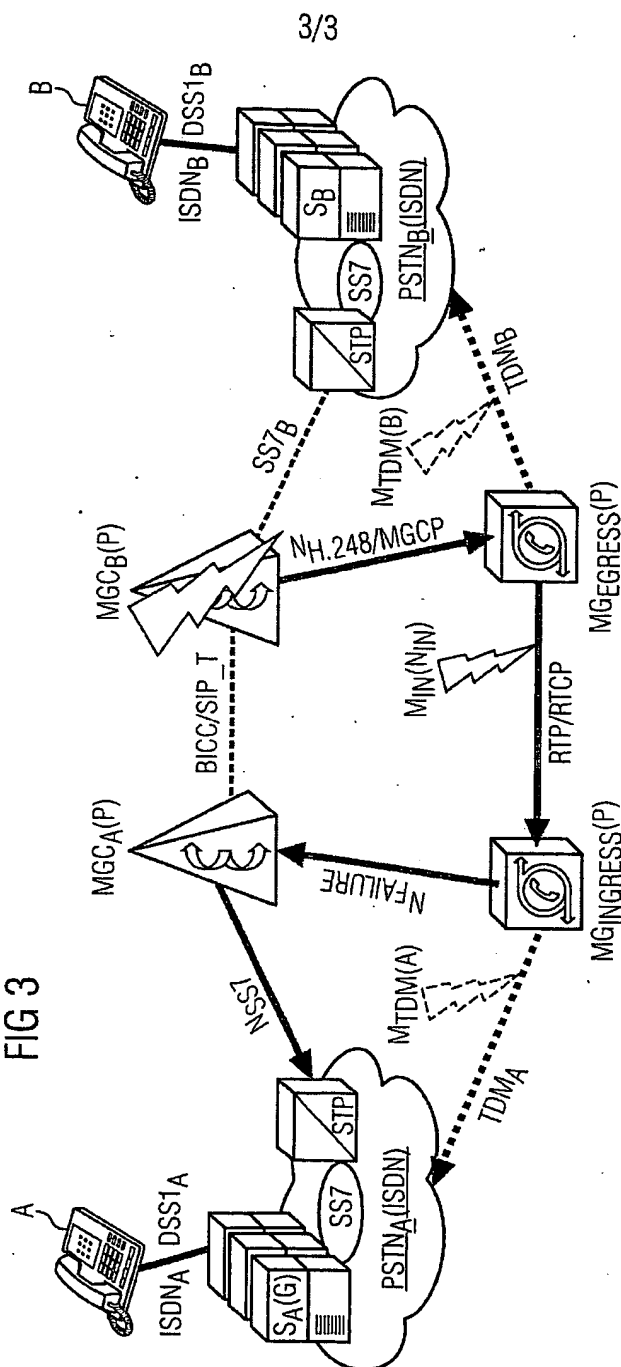 3/3
FIG 3
A
B
ISDNA
DSS1A
ISDNB
DSS1B
SA(G)
SS7
STP
PSTNA(ISDN)
SB
SS7
STP
PSTNB(ISDN)
NSS7
MGCA(P)
BICC/SIP_T
MGCB(P)
SS7B
NFAILURE
NH.248/MGCP
MTDM(A)
TDMA
MIN(NIN)
RTP/RTCP
MTDM(B)
TDMB
MGINGRESS(P)
MGEGRESS(P)